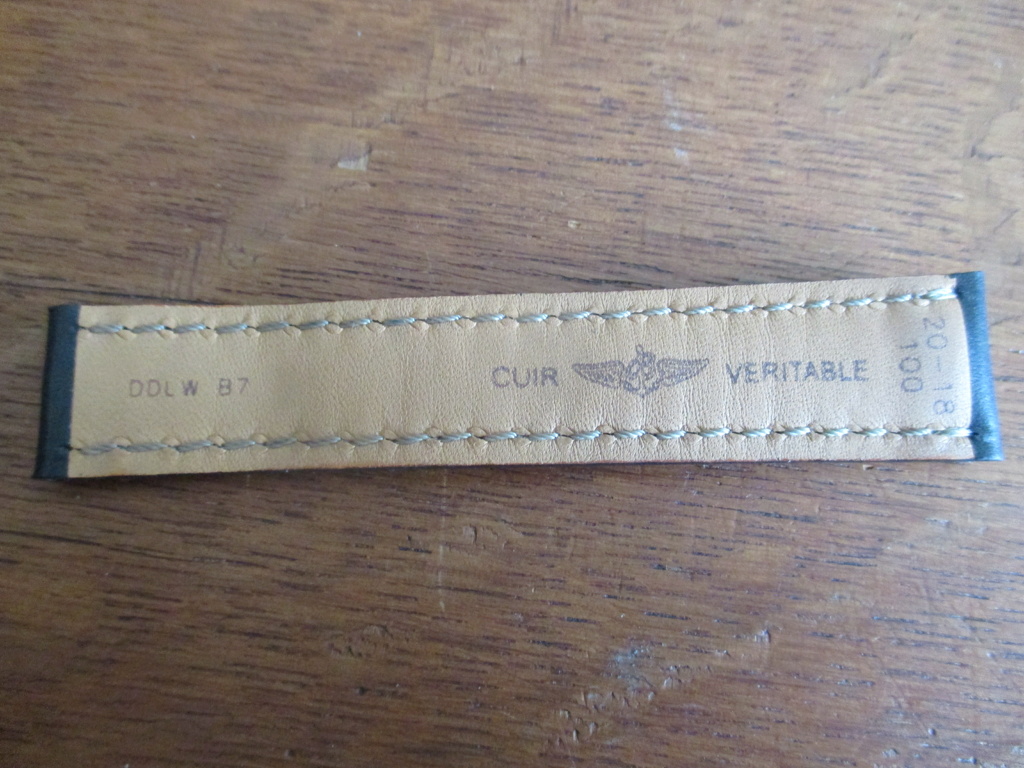 DDLW B7
CUIR VERITABLE
20-18
100